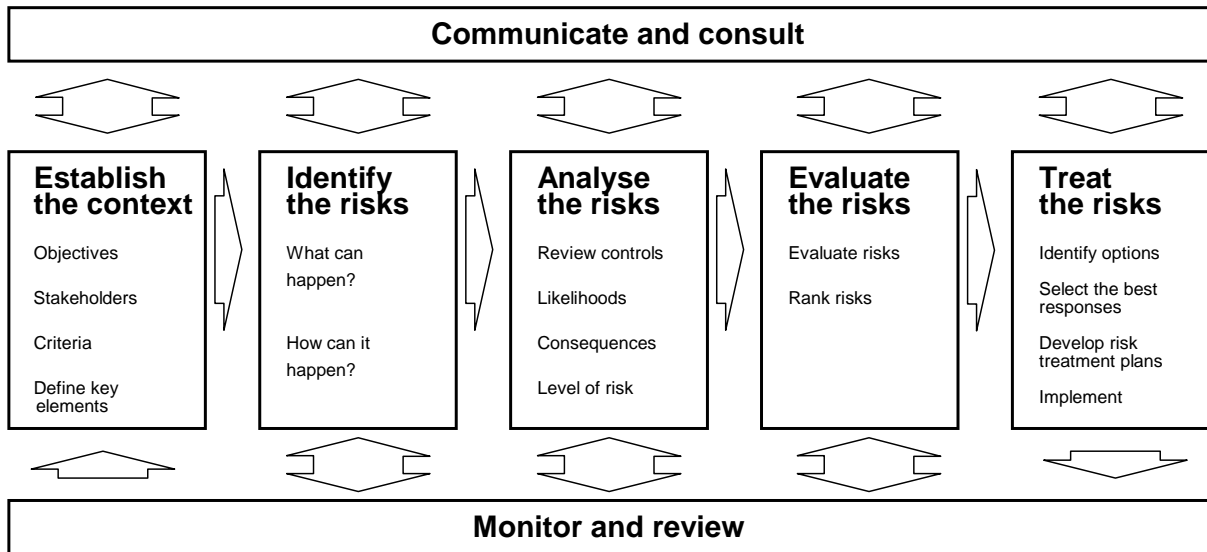 Communicate and consult
Establish
the context
Objectives
Stakeholders
Criteria
Define key
elements
Identify
the risks
What can
happen?
How can it
happen?
Analyse
the risks
Review controls
Likelihoods
Consequences
Level of risk
Evaluate
the risks
Evaluate risks
Rank risks
Treat
the risks
Identify options
Select the best
responses
Develop risk
treatment plans
Implement
Monitor and review